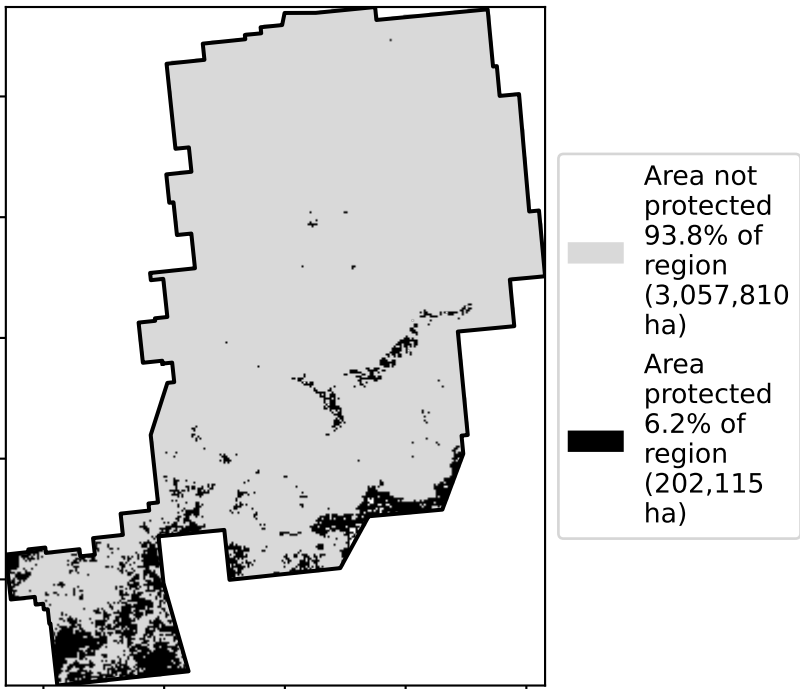 Area not
protected
93.8% of
region
(3,057,810
ha)
Area
protected
6.2% of
region
(202,115
ha)